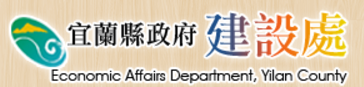 宜蘭縣政府 建設處
Economic Affairs Department, Yilan County